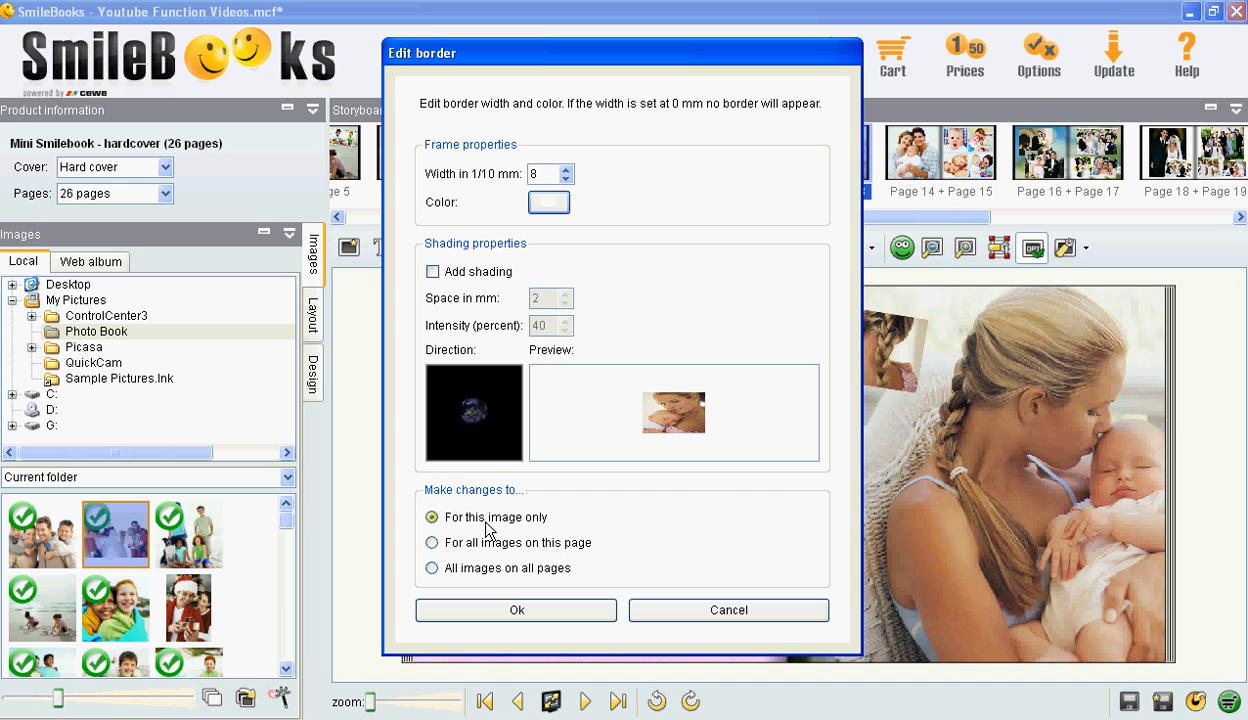 SmileBooks - Youtube Function Videos.mcf*
SmileBooks
powered by cewe
Cart
Prices
Options
Update
Help
1 50
Product information
Mini Smilebook - hardcover (26 pages)
Cover: Hard cover
Pages: 26 pages
Images
Local
Web album
Desktop
My Pictures
ControlCenter3
Photo Book
Picasa
QuickCam
Sample Pictures.lnk
C:
D:
G:
Current folder
Images
Layout
Design
Edit border
Edit border width and color. If the width is set at 0 mm no border will appear.
Frame properties
Width in 1/10 mm: 8
Color:
Shading properties
Add shading
Space in mm: 2
Intensity (percent): 40
Direction: Preview:
Make changes to...
For this image only
For all images on this page
All images on all pages
Ok
Cancel
Page 14 + Page 15
Page 16 + Page 17
Page 18 + Page 19
zoom: